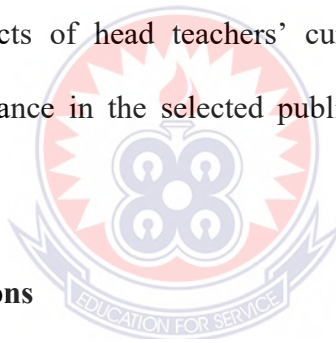 cts of head teachers’ cu
ance in the selected publ
ons
EDUCATION FOR SERVICE